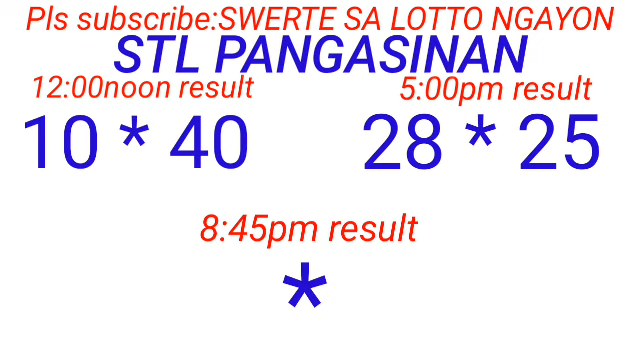 Pls subscribe:SWERTE SA LOTTO NGAYON
STL PANGASINAN
12:00noon result
5:00pm result
10 * 40
28 * 25
8:45pm result
*